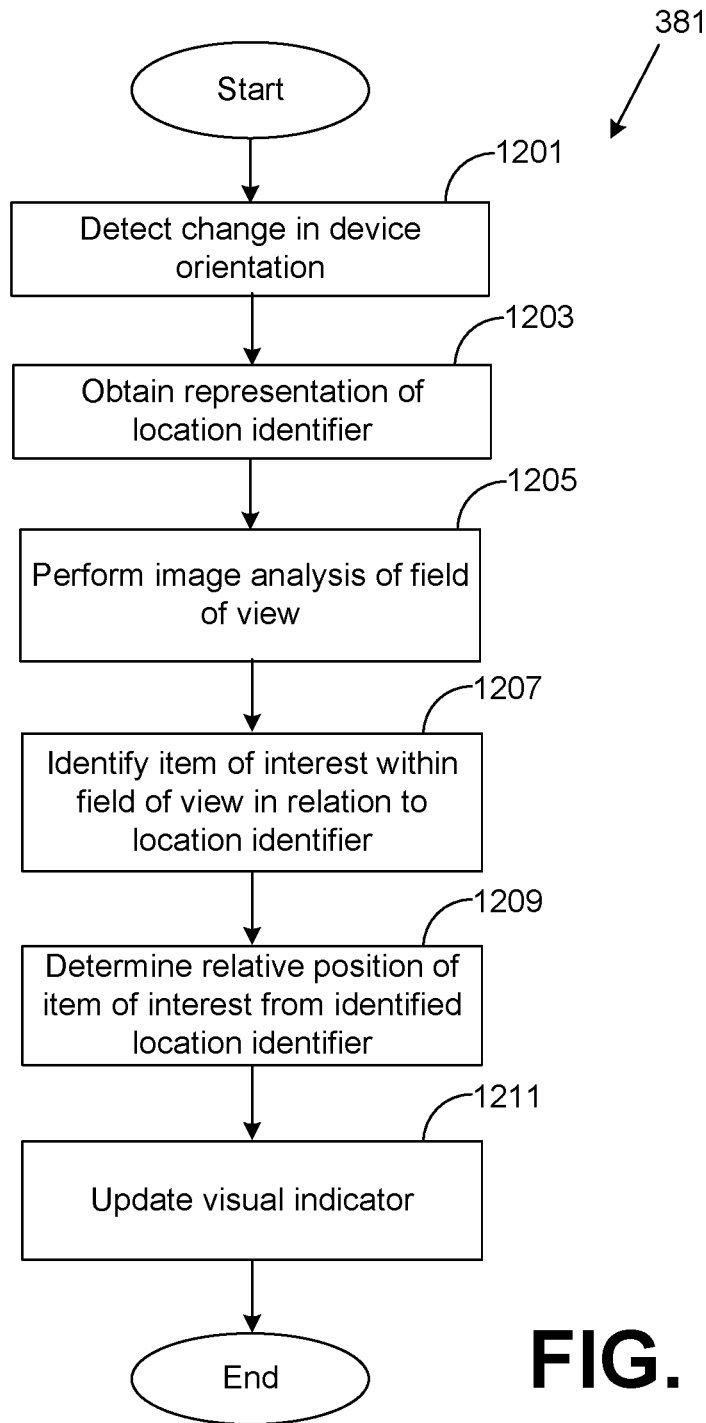 381
Start
1201
Detect change in device
orientation
1203
Obtain representation of
location identifier
1205
Perform image analysis of field
of view
1207
Identify item of interest within
field of view in relation to
location identifier
1209
Determine relative position of
item of interest from identified
location identifier
1211
Update visual indicator
End
FIG.